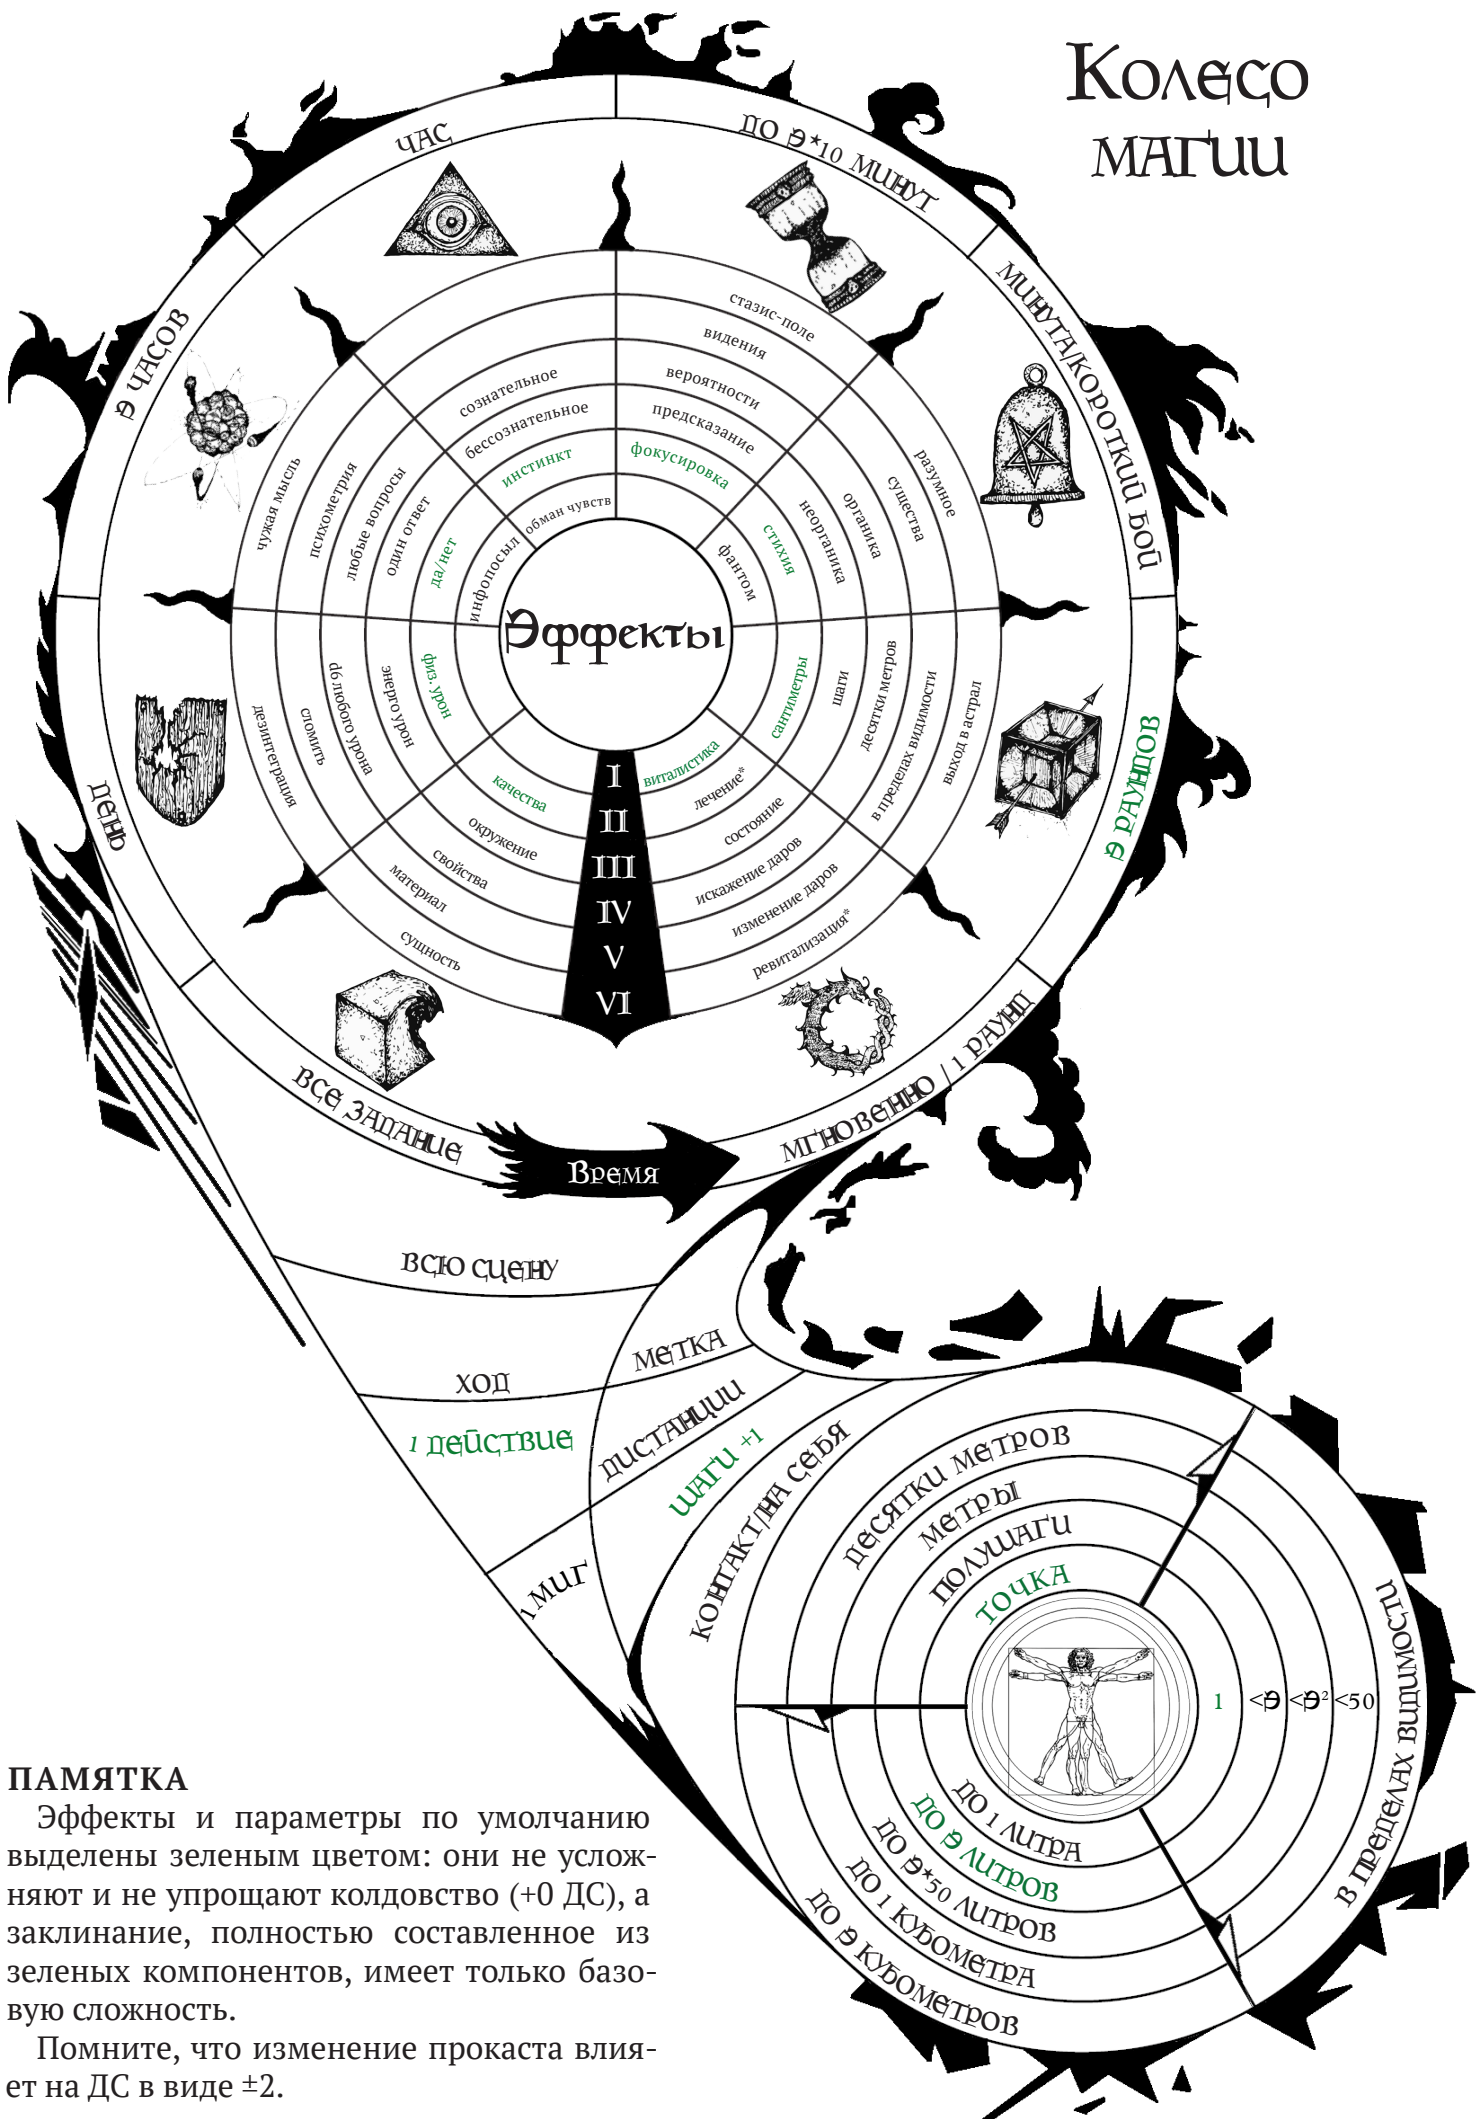 Колесо
магии
час
до Э*10 минут
минута/короткий бой
Э раундов
мгновенно / 1 раунд
Время
все задание
день
Э часов
стазис-поле
видения
вероятности
предсказание
фокусировка
разумное
существа
органика
неорганика
стихия
фантом
выход в астрал
в пределах видимости
десятки метров
шаги
сантиметры
ревитализация*
изменение даров
искажение даров
состояние
лечение*
виталистика
I
II
III
IV
V
VI
сущность
материал
свойства
окружение
качества
дезинтеграция
сломить
d6 любого урона
энерго урон
физ. урон
чужая мысль
психометрия
любые вопросы
один ответ
да/нет
инфопосыл
сознательное
бессознательное
инстинкт
обман чувств
Эффекты
всю сцену
ход
1 действие
1 миг
метка
дистанции
шаги +1
контакт/на себя
десятки метров
метры
полушаги
точка
1
<Э
<Э²
<50
в пределах видимости
до 1 литра
до Э литров
до Э*50 литров
до 1 кубометра
до Э кубометров
ПАМЯТКА
Эффекты и параметры по умолчанию
выделены зеленым цветом: они не услож-
няют и не упрощают колдовство (+0 ДС), а
заклинание, полностью составленное из
зеленых компонентов, имеет только базо-
вую сложность.
Помните, что изменение прокаста влия-
ет на ДС в виде ±2.